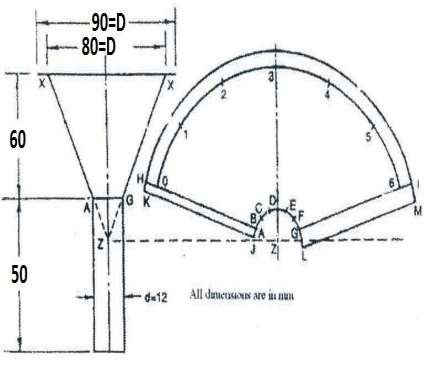 90=D
80=D
X X
60
A G
Z
50
d=12
All dimensions are in mm
0 1 2 3 4 5 6
H I
K M
B C D E F
A G
J Z L